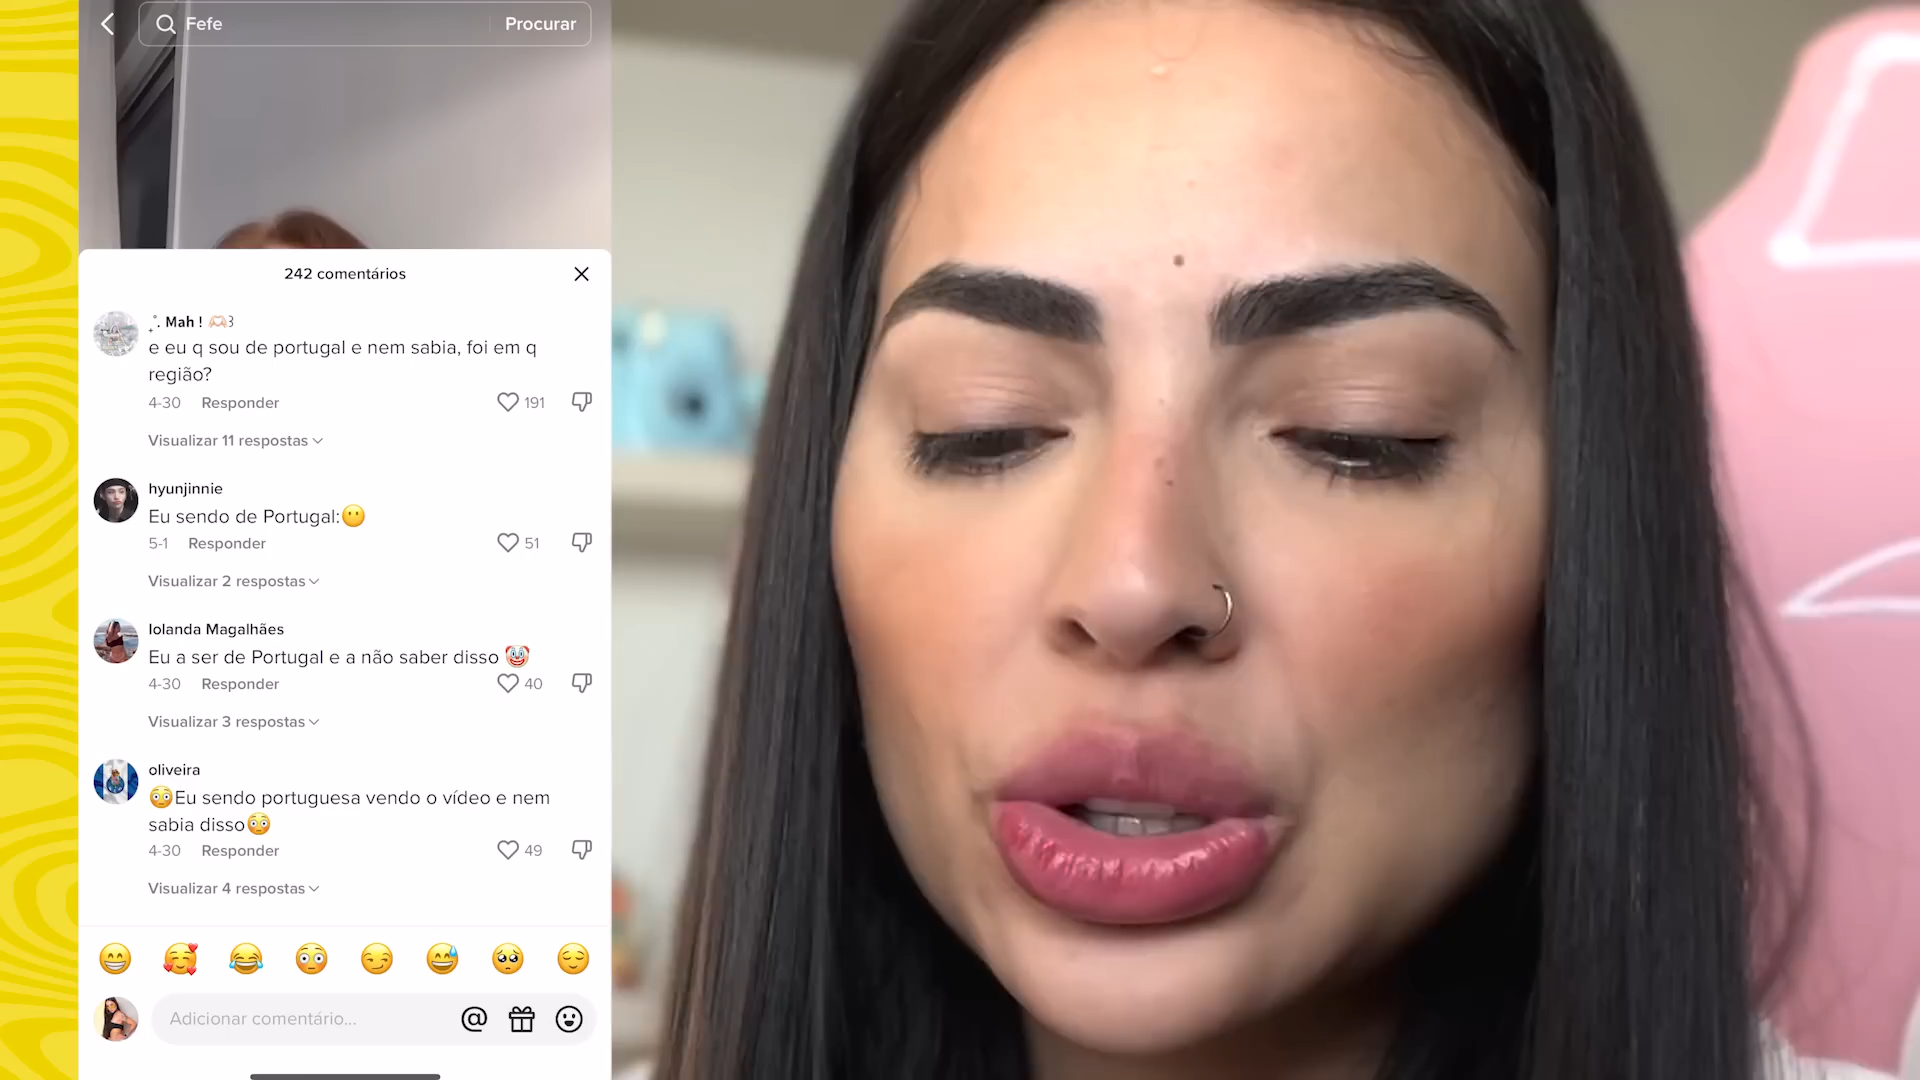 Fefe
Procurar
242 comentários
Mah !
e eu q sou de portugal e nem sabia, foi em q
região?
4-30 Responder 191
Visualizar 11 respostas
hyunjinnie
Eu sendo de Portugal:😶
5-1 Responder 51
Visualizar 2 respostas
Iolanda Magalhães
Eu a ser de Portugal e a não saber disso 🤡
4-30 Responder 40
Visualizar 3 respostas
oliveira
😳Eu sendo portuguesa vendo o vídeo e nem
sabia disso😳
4-30 Responder 49
Visualizar 4 respostas
Adicionar comentário...